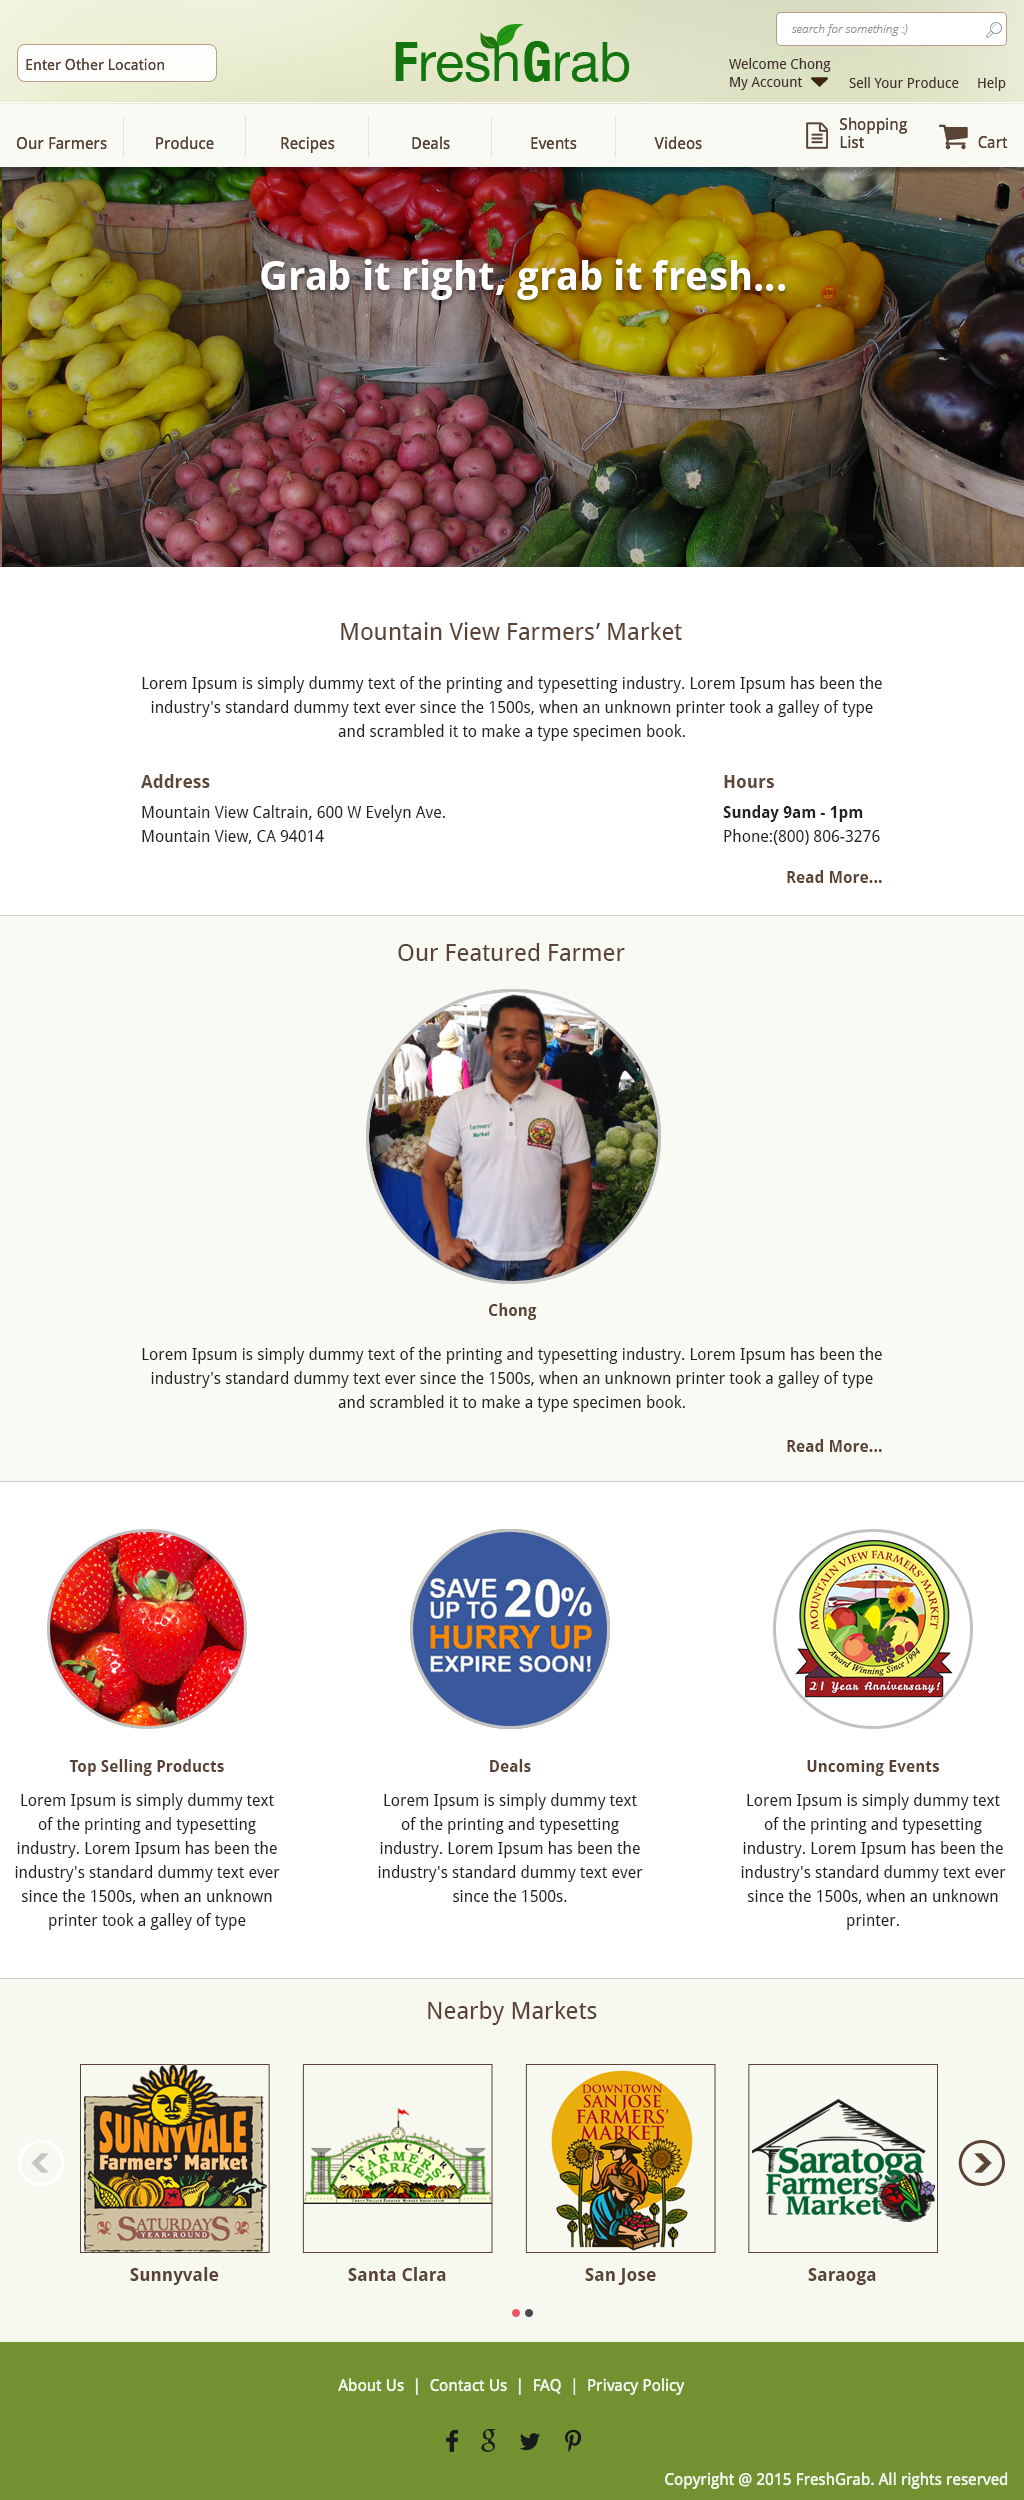 search for something :)
Enter Other Location
FreshGrab
Welcome Chong
My Account
Sell Your Produce
Help
Our Farmers
Produce
Recipes
Deals
Events
Videos
Shopping
List
Cart
Grab it right, grab it fresh...
Mountain View Farmers’ Market
Lorem Ipsum is simply dummy text of the printing and typesetting industry. Lorem Ipsum has been the
industry's standard dummy text ever since the 1500s, when an unknown printer took a galley of type
and scrambled it to make a type specimen book.
Address
Mountain View Caltrain, 600 W Evelyn Ave.
Mountain View, CA 94014
Hours
Sunday 9am - 1pm
Phone:(800) 806-3276
Read More...
Our Featured Farmer
Farmers'
Market
Chong
Lorem Ipsum is simply dummy text of the printing and typesetting industry. Lorem Ipsum has been the
industry's standard dummy text ever since the 1500s, when an unknown printer took a galley of type
and scrambled it to make a type specimen book.
Read More...
Top Selling Products
Lorem Ipsum is simply dummy text
of the printing and typesetting
industry. Lorem Ipsum has been the
industry's standard dummy text ever
since the 1500s, when an unknown
printer took a galley of type
SAVE
UP TO 20%
HURRY UP
EXPIRE SOON!
Deals
Lorem Ipsum is simply dummy text
of the printing and typesetting
industry. Lorem Ipsum has been the
industry's standard dummy text ever
since the 1500s.
MOUNTAIN VIEW FARMERS' MARKET
Award Winning Since 1994
21 Year Anniversary!
Uncoming Events
Lorem Ipsum is simply dummy text
of the printing and typesetting
industry. Lorem Ipsum has been the
industry's standard dummy text ever
since the 1500s, when an unknown
printer.
Nearby Markets
SUNNYVALE
Farmers' Market
SATURDAYS
YEAR-ROUND
Sunnyvale
SANTA CLARA
FARMERS'
MARKET
Santa Clara
DOWNTOWN
SAN JOSE
FARMERS'
MARKET
San Jose
Saratoga
Farmers'
Market
Saraoga
About Us | Contact Us | FAQ | Privacy Policy
Copyright @ 2015 FreshGrab. All rights reserved